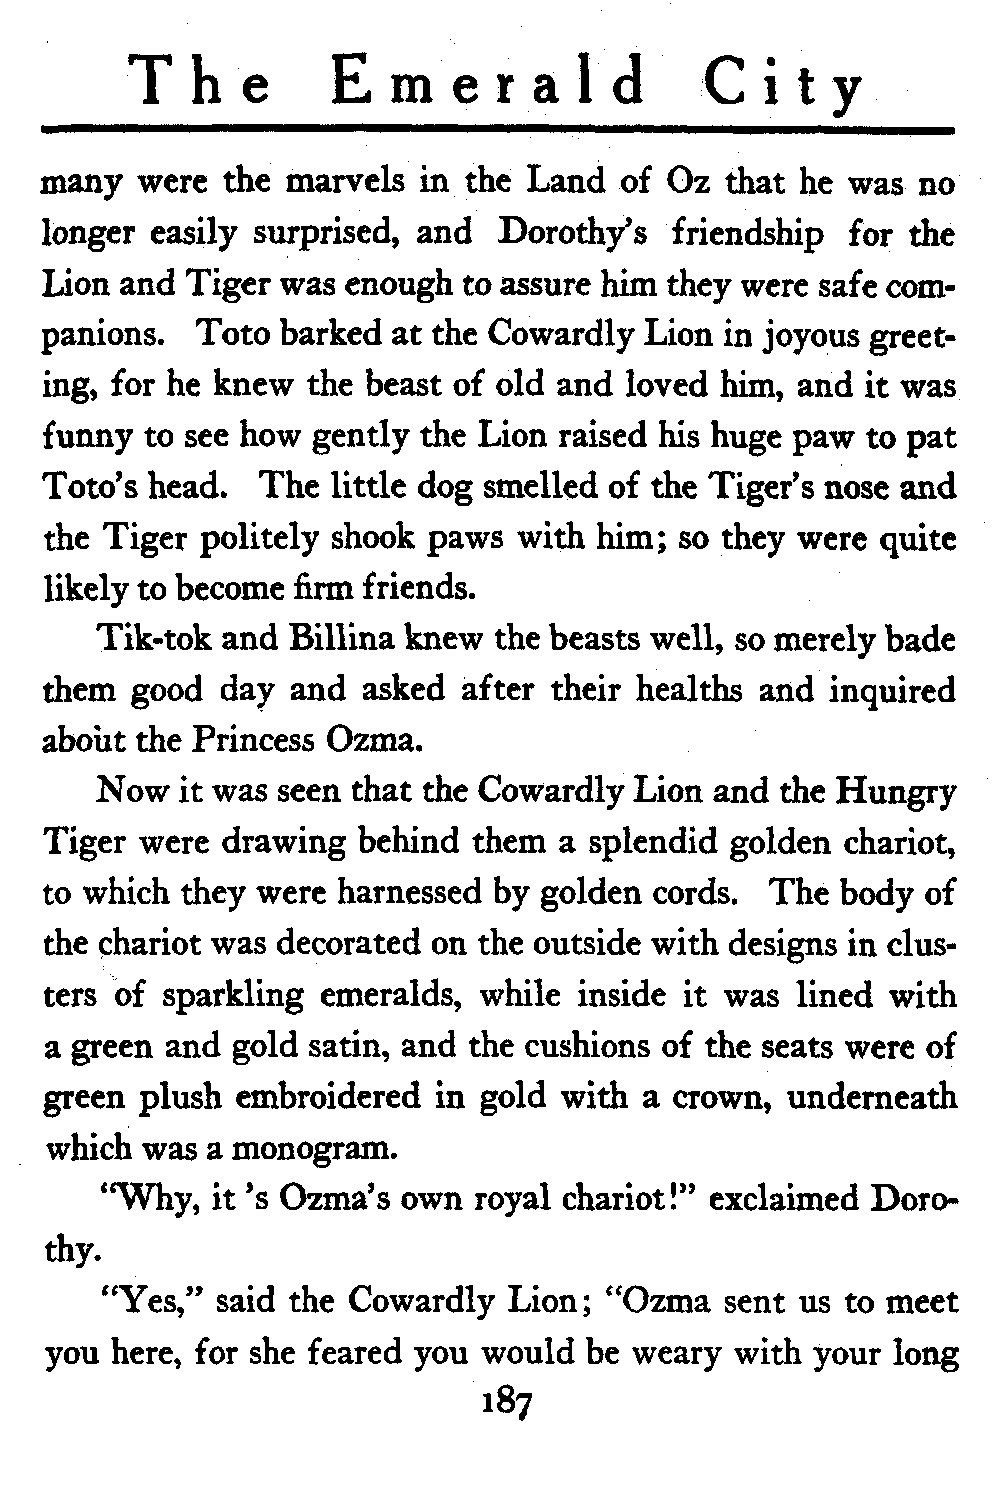 The Emerald City
many were the marvels in the Land of Oz that he was no
longer easily surprised, and Dorothy's friendship for the
Lion and Tiger was enough to assure him they were safe com-
panions. Toto barked at the Cowardly Lion in joyous greet-
ing, for he knew the beast of old and loved him, and it was
funny to see how gently the Lion raised his huge paw to pat
Toto's head. The little dog smelled of the Tiger's nose and
the Tiger politely shook paws with him; so they were quite
likely to become firm friends.
Tik-tok and Billina knew the beasts well, so merely bade
them good day and asked after their healths and inquired
about the Princess Ozma.
Now it was seen that the Cowardly Lion and the Hungry
Tiger were drawing behind them a splendid golden chariot,
to which they were harnessed by golden cords. The body of
the chariot was decorated on the outside with designs in clus-
ters of sparkling emeralds, while inside it was lined with
a green and gold satin, and the cushions of the seats were of
green plush embroidered in gold with a crown, underneath
which was a monogram.
"Why, it 's Ozma's own royal chariot!" exclaimed Doro-
thy.
"Yes," said the Cowardly Lion; "Ozma sent us to meet
you here, for she feared you would be weary with your long
187